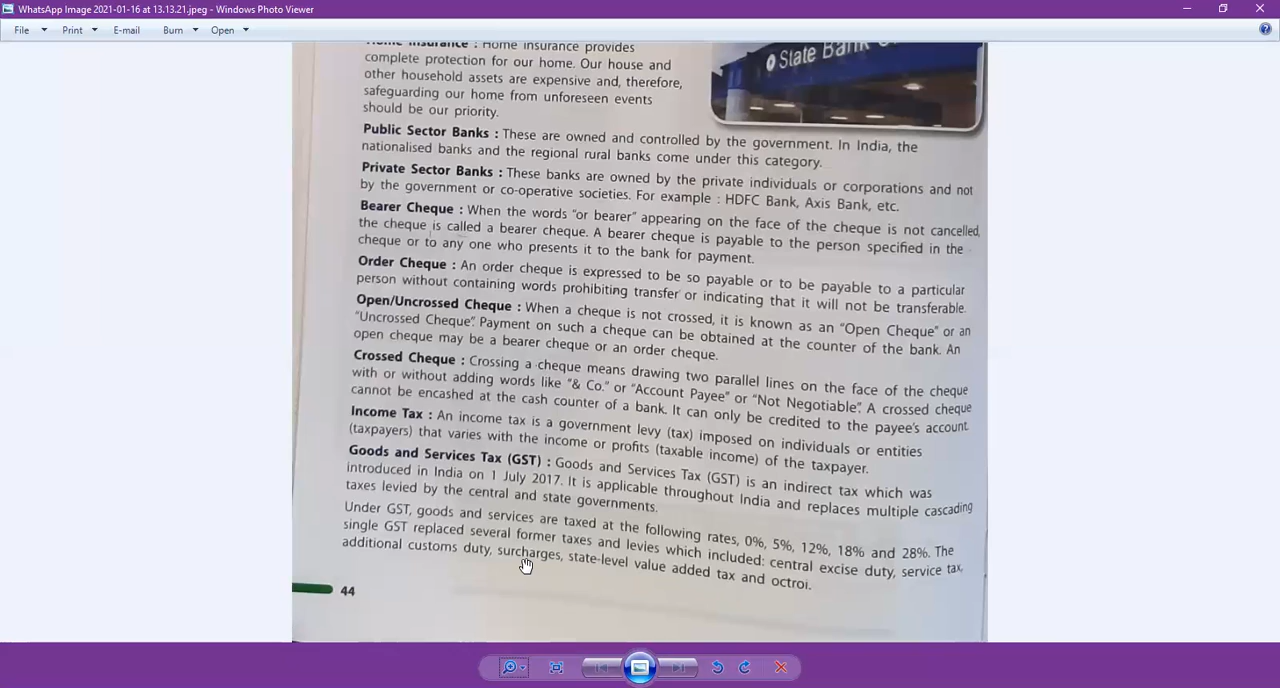 WhatsApp Image 2021-01-16 at 13.13.21.jpeg - Windows Photo Viewer
File Print E-mail Burn Open
Home Insurance : Home insurance provides
complete protection for our home. Our house and
other household assets are expensive and, therefore,
safeguarding our home from unforeseen events
should be our priority.
State Bank
Public Sector Banks : These are owned and controlled by the government. In India, the
nationalised banks and the regional rural banks come under this category.
Private Sector Banks : These banks are owned by the private individuals or corporations and not
by the government or co-operative societies. For example : HDFC Bank, Axis Bank, etc.
Bearer Cheque : When the words "or bearer" appearing on the face of the cheque is not cancelled,
the cheque is called a bearer cheque. A bearer cheque is payable to the person specified in the
cheque or to any one who presents it to the bank for payment.
Order Cheque : An order cheque is expressed to be so payable or to be payable to a particular
person without containing words prohibiting transfer or indicating that it will not be transferable.
Open/Uncrossed Cheque : When a cheque is not crossed, it is known as an "Open Cheque" or an
"Uncrossed Cheque". Payment on such a cheque can be obtained at the counter of the bank. An
open cheque may be a bearer cheque or an order cheque.
Crossed Cheque : Crossing a cheque means drawing two parallel lines on the face of the cheque
with or without adding words like "& Co." or "Account Payee" or "Not Negotiable". A crossed cheque
cannot be encashed at the cash counter of a bank. It can only be credited to the payee's account.
Income Tax : An income tax is a government levy (tax) imposed on individuals or entities
(taxpayers) that varies with the income or profits (taxable income) of the taxpayer.
Goods and Services Tax (GST) : Goods and Services Tax (GST) is an indirect tax which was
introduced in India on 1 July 2017. It is applicable throughout India and replaces multiple cascading
taxes levied by the central and state governments.
Under GST, goods and services are taxed at the following rates, 0%, 5%, 12%, 18% and 28%. The
single GST replaced several former taxes and levies which included: central excise duty, service tax,
additional customs duty, surcharges, state-level value added tax and octroi.
44